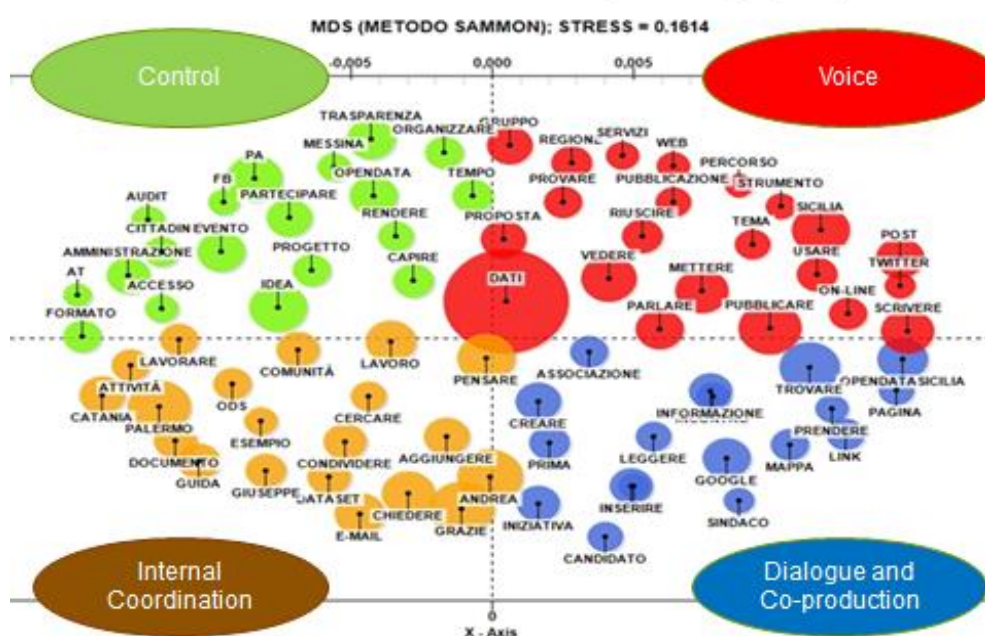 MDS (METODO SAMMON); STRESS = 0.1614
Control
-0,005
0,000
0,005
Voice
TRASPARENZA
GRUPPO
ORGANIZZARE
SERVIZI
MESSINA
REGIONE
WEB
PA
OPENDATA
TEMPO
PROVARE
PUBBLICAZIONE
PERCORSO
FB
PARTECIPARE
STRUMENTO
AUDIT
RENDERE
PROPOSTA
RIUSCIRE
SICILIA
CITTADIN
EVENTO
TEMA
POST
AMMINISTRAZIONE
PROGETTO
CAPIRE
VEDERE
USARE
TWITTER
AT
ACCESSO
IDEA
DATI
METTERE
ON-LINE
FORMATO
PARLARE
PUBBLICARE
SCRIVERE
LAVORARE
COMUNITÀ
LAVORO
PENSARE
ASSOCIAZIONE
ATTIVITÀ
TROVARE
OPENDATASICILIA
CATANIA
ODS
CERCARE
CREARE
INFORMAZIONE
PAGINA
PALERMO
ESEMPIO
PRENDERE
DOCUMENTO
CONDIVIDERE
AGGIUNGERE
PRIMA
LEGGERE
MAPPA
LINK
GUIDA
GIUSEPPE
DATASET
ANDREA
GOOGLE
CHIEDERE
INSERIRE
E-MAIL
GRAZIE
INIZIATIVA
SINDACO
CANDIDATO
Internal
Coordination
Dialogue and
Co-production
0
X - Axis